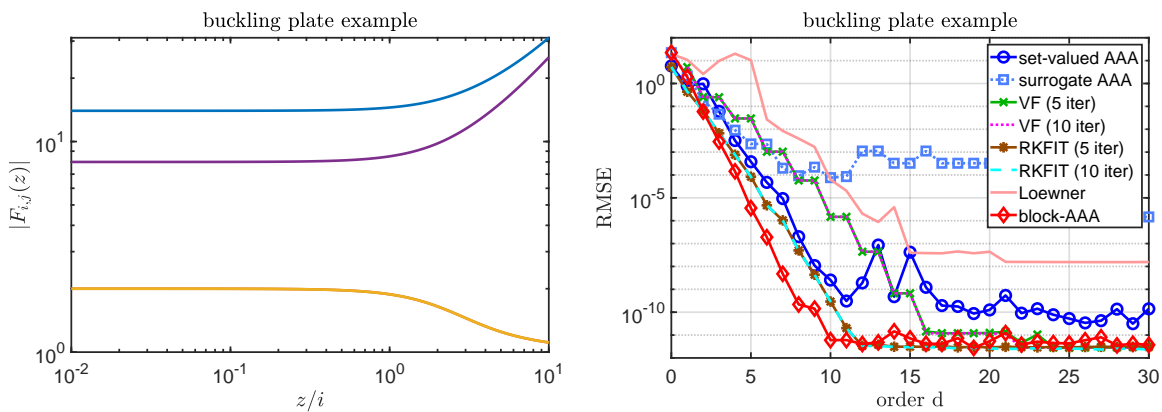 buckling plate example
|F_{i,j}(z)|
10^1
10^0
10^{-2}
10^{-1}
10^0
10^1
z/i
buckling plate example
RMSE
10^0
10^{-5}
10^{-10}
0
5
10
15
20
25
30
order d
set-valued AAA
surrogate AAA
VF (5 iter)
VF (10 iter)
RKFIT (5 iter)
RKFIT (10 iter)
Loewner
block-AAA